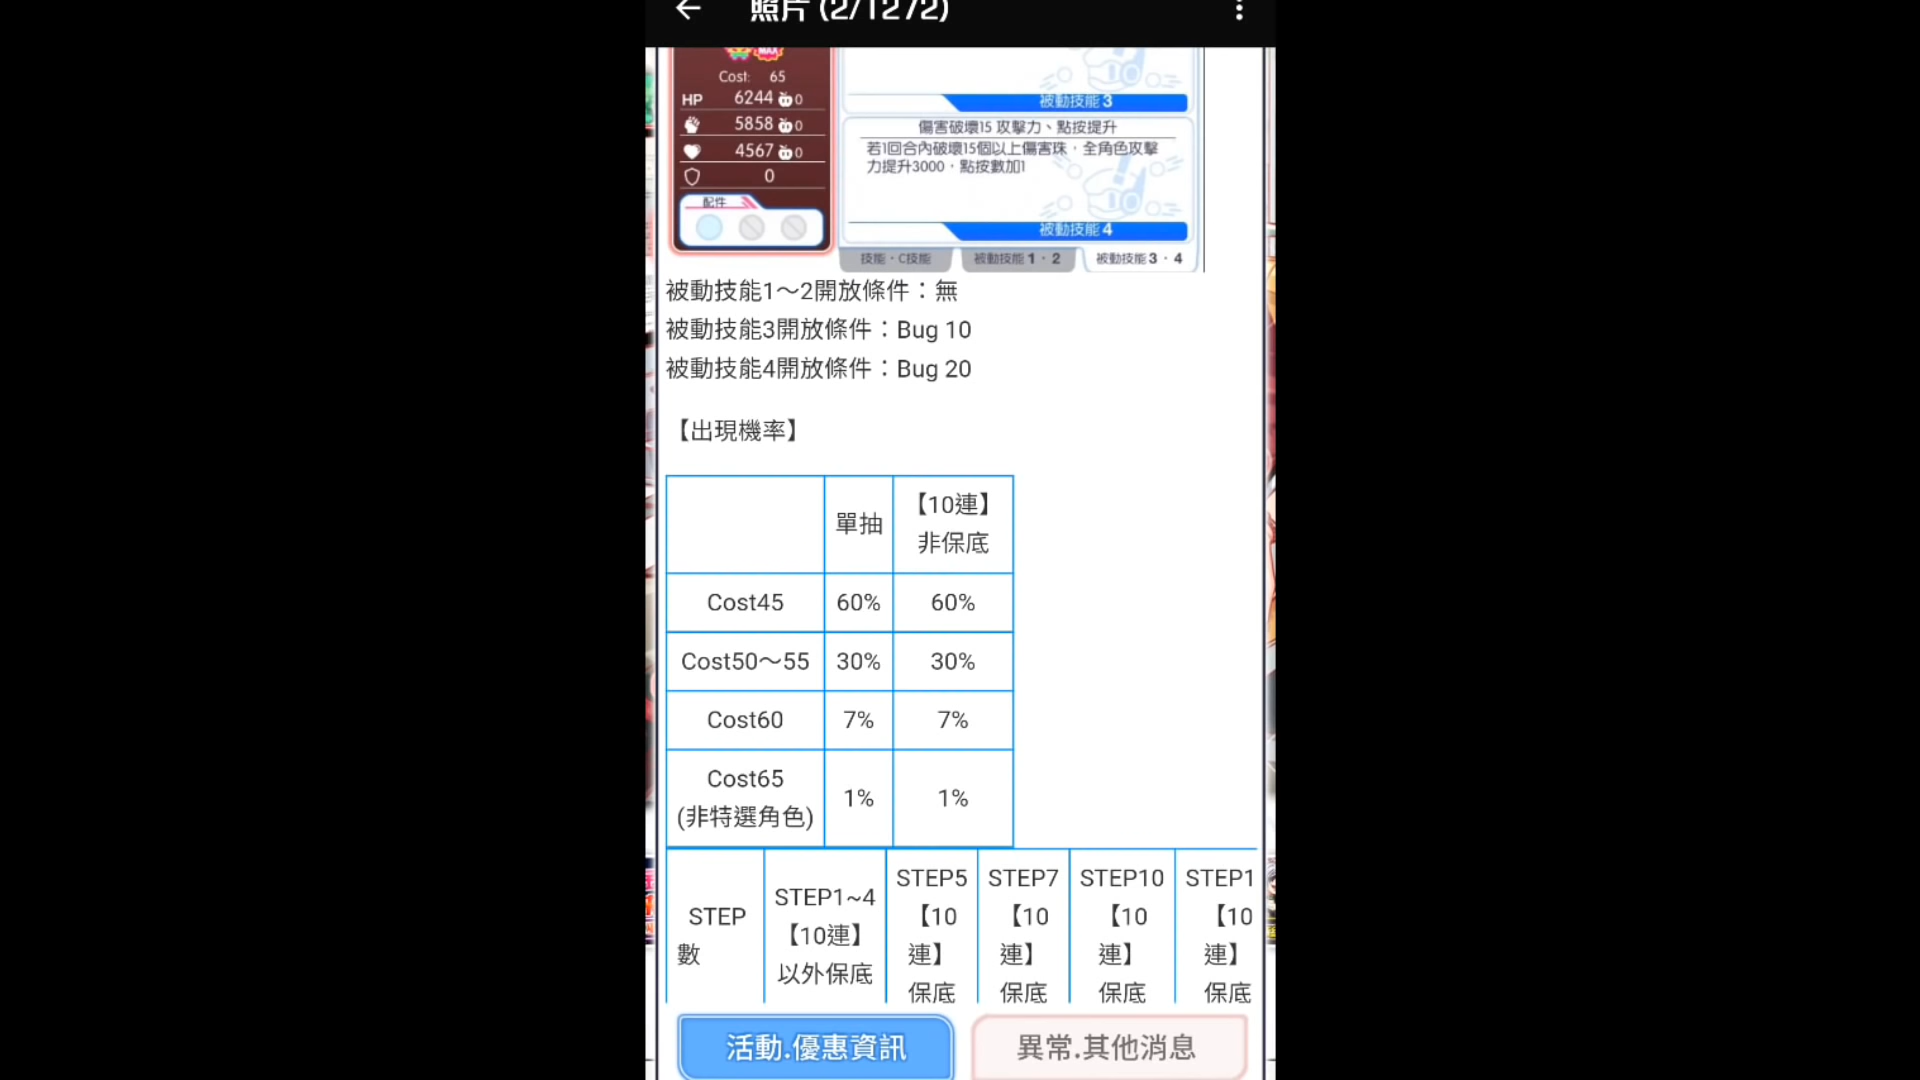 照片 (2/1272)
MAX
Cost: 65
HP 6244 0
5858 0
4567 0
0
配件
被動技能3
傷害破壞15 攻擊力、點按提升
若1回合內破壞15個以上傷害珠，全角色攻擊
力提升3000，點按數加1
被動技能4
技能・C技能
被動技能1・2
被動技能3・4
被動技能1～2開放條件：無
被動技能3開放條件：Bug 10
被動技能4開放條件：Bug 20
【出現機率】
單抽
【10連】
非保底
Cost45 60% 60%
Cost50～55 30% 30%
Cost60 7% 7%
Cost65
(非特選角色) 1% 1%
STEP
數
STEP1~4
【10連】
以外保底
STEP5
【10
連】
保底
STEP7
【10
連】
保底
STEP10
【10
連】
保底
STEP1
【10
連】
保底
活動.優惠資訊
異常.其他消息